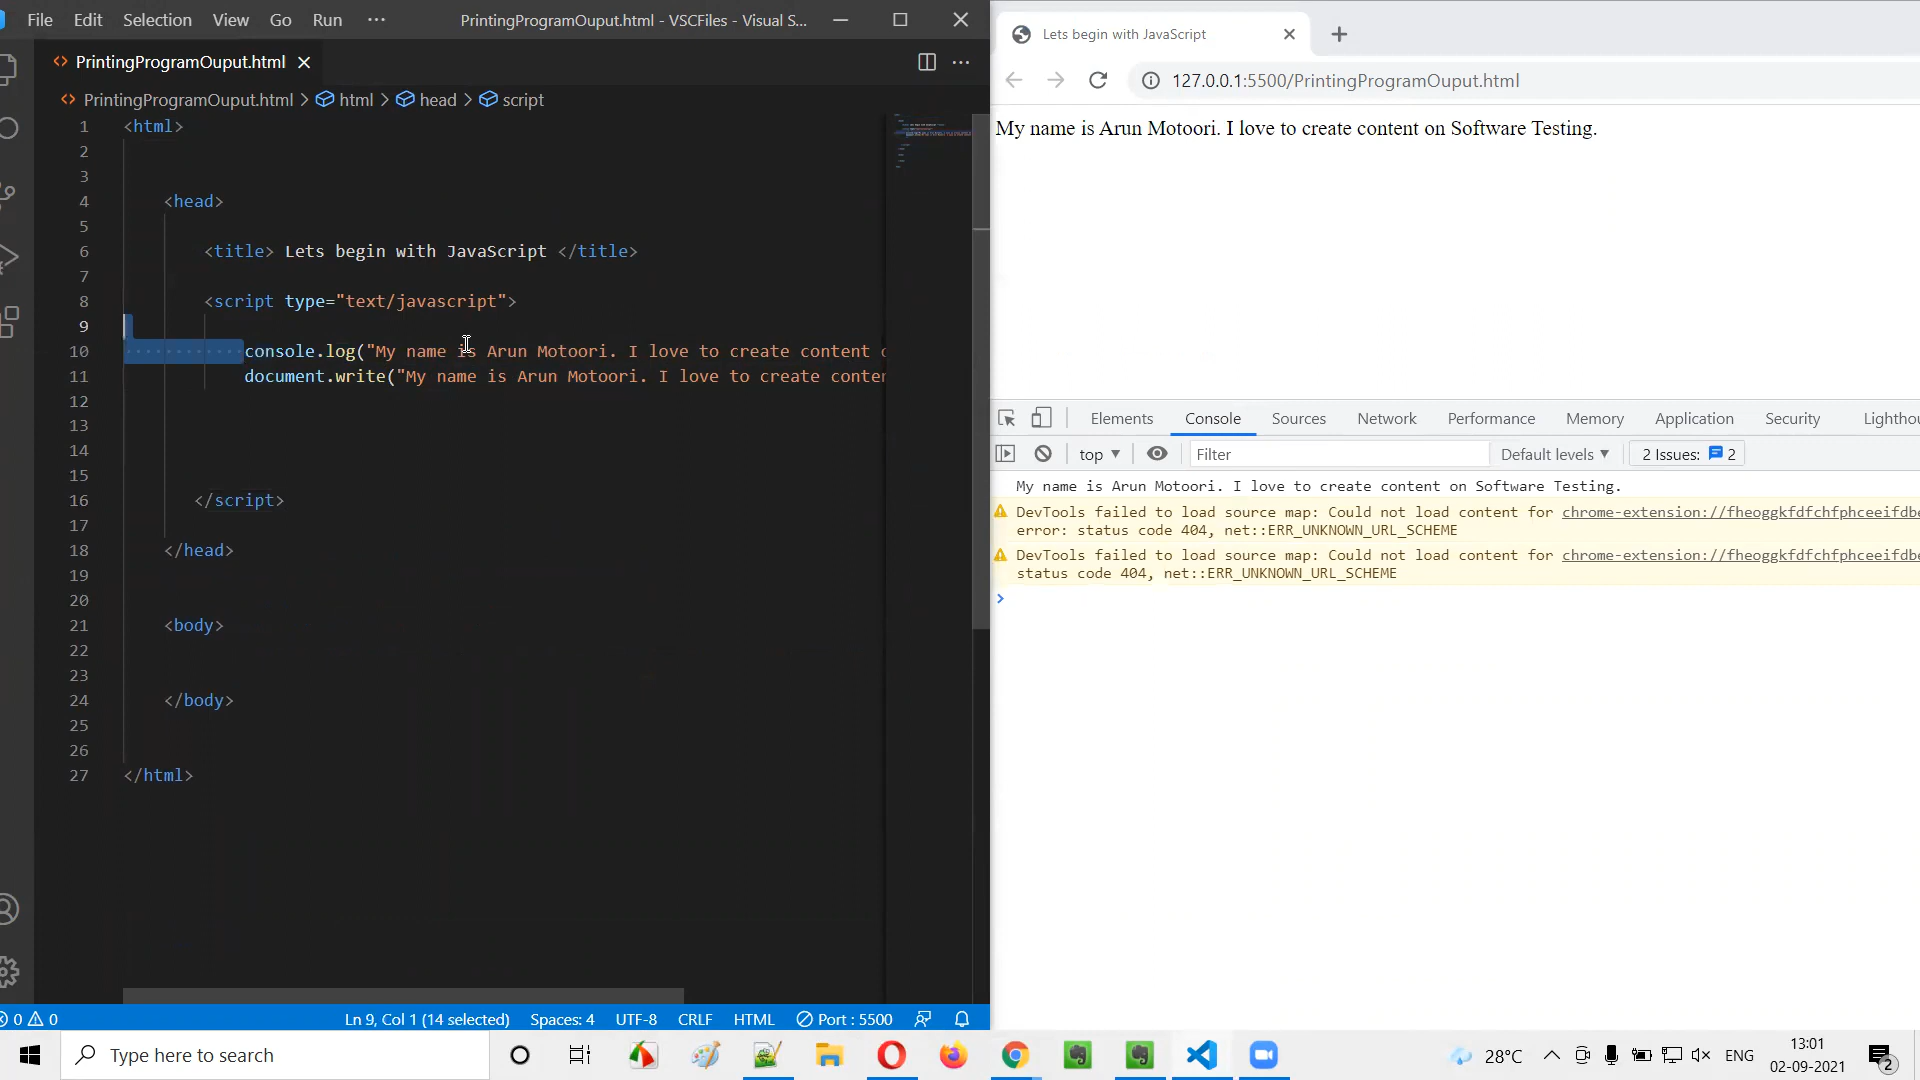 File Edit Selection View Go Run ··· PrintingProgramOuput.html - VSCFiles - Visual S...
PrintingProgramOuput.html
PrintingProgramOuput.html > html > head > script
1 <html>
2
3
4 <head>
5
6 <title> Lets begin with JavaScript </title>
7
8 <script type="text/javascript">
9
10 console.log("My name is Arun Motoori. I love to create content
11 document.write("My name is Arun Motoori. I love to create conten
12
13
14
15
16 </script>
17
18 </head>
19
20
21 <body>
22
23
24 </body>
25
26
27 </html>
0 0 Ln 9, Col 1 (14 selected) Spaces: 4 UTF-8 CRLF HTML Port : 5500
Lets begin with JavaScript
127.0.0.1:5500/PrintingProgramOuput.html
My name is Arun Motoori. I love to create content on Software Testing.
Elements Console Sources Network Performance Memory Application Security Lighthou
top Filter Default levels 2 Issues: 2
My name is Arun Motoori. I love to create content on Software Testing.
DevTools failed to load source map: Could not load content for chrome-extension://fheoggkfdfchfphceeifdbe
error: status code 404, net::ERR_UNKNOWN_URL_SCHEME
DevTools failed to load source map: Could not load content for chrome-extension://fheoggkfdfchfphceeifdbe
status code 404, net::ERR_UNKNOWN_URL_SCHEME
>
Type here to search
28°C ENG
13:01
02-09-2021
2